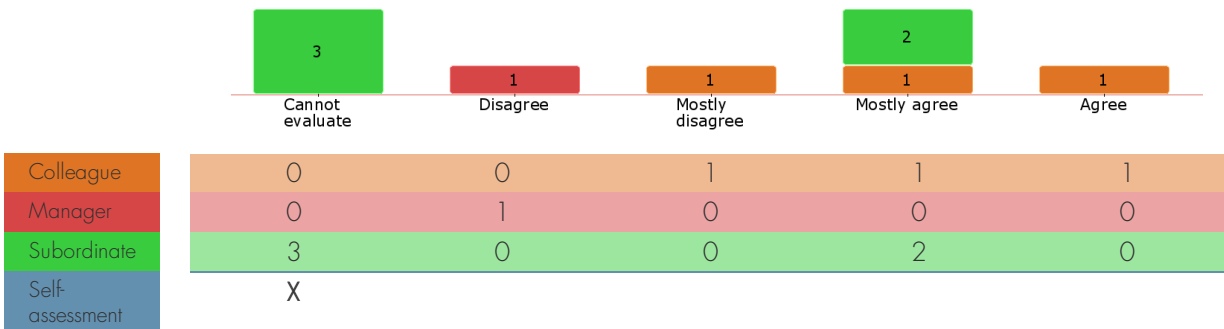 3
1
1
2
1
1
Cannot
evaluate
Disagree
Mostly
disagree
Mostly agree
Agree
Colleague 0 0 1 1 1
Manager 0 1 0 0 0
Subordinate 3 0 0 2 0
Self-
assessment
X